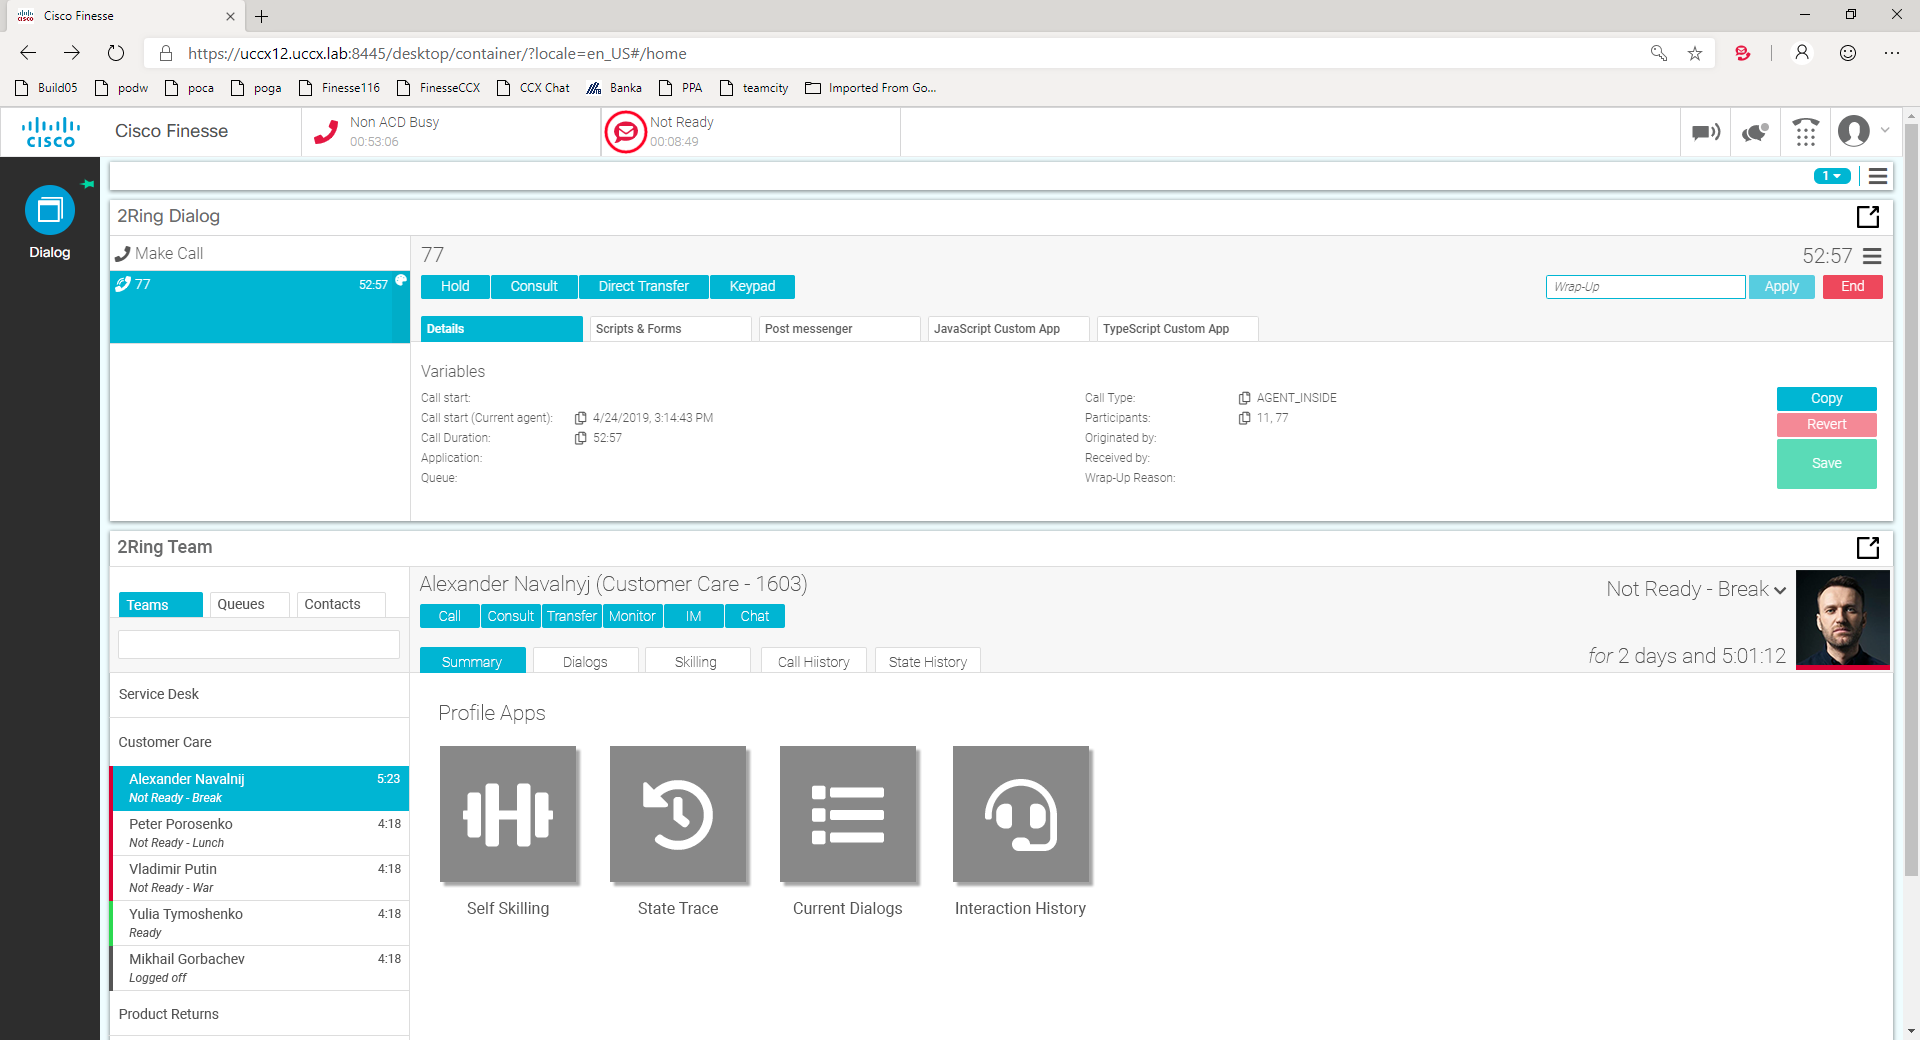 Cisco Finesse
https://uccx12.uccx.lab:8445/desktop/container/?locale=en_US#/home
Build05 podw poca poga Finesse116 FinesseCCX CCX Chat Banka PPA teamcity Imported From Go...
CISCO
Cisco Finesse
Non ACD Busy
00:53:06
Not Ready
00:08:49
1
Dialog
2Ring Dialog
Make Call
77 52:57
77 52:57
Hold Consult Direct Transfer Keypad Wrap-Up Apply End
Details Scripts & Forms Post messenger JavaScript Custom App TypeScript Custom App
Variables
Call start:
Call start (Current agent): 4/24/2019, 3:14:43 PM
Call Duration: 52:57
Application:
Queue:
Call Type: AGENT_INSIDE
Participants: 11, 77
Originated by:
Received by:
Wrap-Up Reason:
Copy
Revert
Save
2Ring Team
Teams Queues Contacts
Service Desk
Customer Care
Alexander Navalnij 5:23
Not Ready - Break
Peter Porosenko 4:18
Not Ready - Lunch
Vladimir Putin 4:18
Not Ready - War
Yulia Tymoshenko 4:18
Ready
Mikhail Gorbachev 4:18
Logged off
Product Returns
Alexander Navalnyj (Customer Care - 1603)
Not Ready - Break
Call Consult Transfer Monitor IM Chat
for 2 days and 5:01:12
Summary Dialogs Skilling Call Hiistory State History
Profile Apps
Self Skilling State Trace Current Dialogs Interaction History